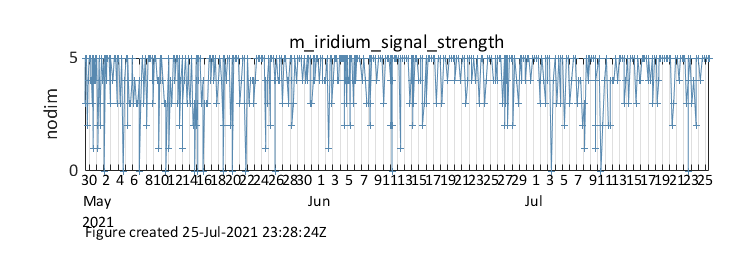 m_iridium_signal_strength
5
nodim
0
30 2 4 6 8 10 12 14 16 18 20 22 24 26 28 30 1 3 5 7 9 11 13 15 17 19 21 23 25 27 29 1 3 5 7 9 11 13 15 17 19 21 23 25
May Jun Jul
2021
Figure created 25-Jul-2021 23:28:24Z